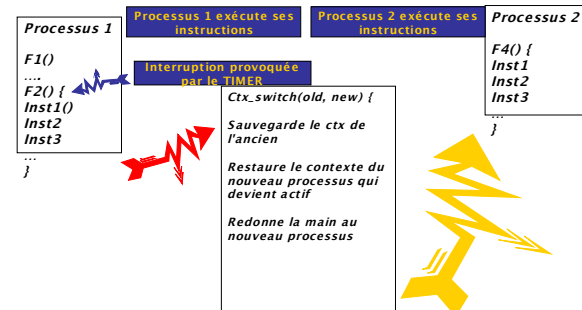 Processus 1
F1()
....
F2() {
Inst1()
Inst2
Inst3
...
}
Processus 1 exécute ses
instructions
Interruption provoquée
par le TIMER
Ctx_switch(old, new) {
Sauvegarde le ctx de
l'ancien
Restaure le contexte du
nouveau processus qui
devient actif
Redonne la main au
nouveau processus
Processus 2 exécute ses
instructions
Processus 2
F4() {
Inst1
Inst2
Inst3
...
}